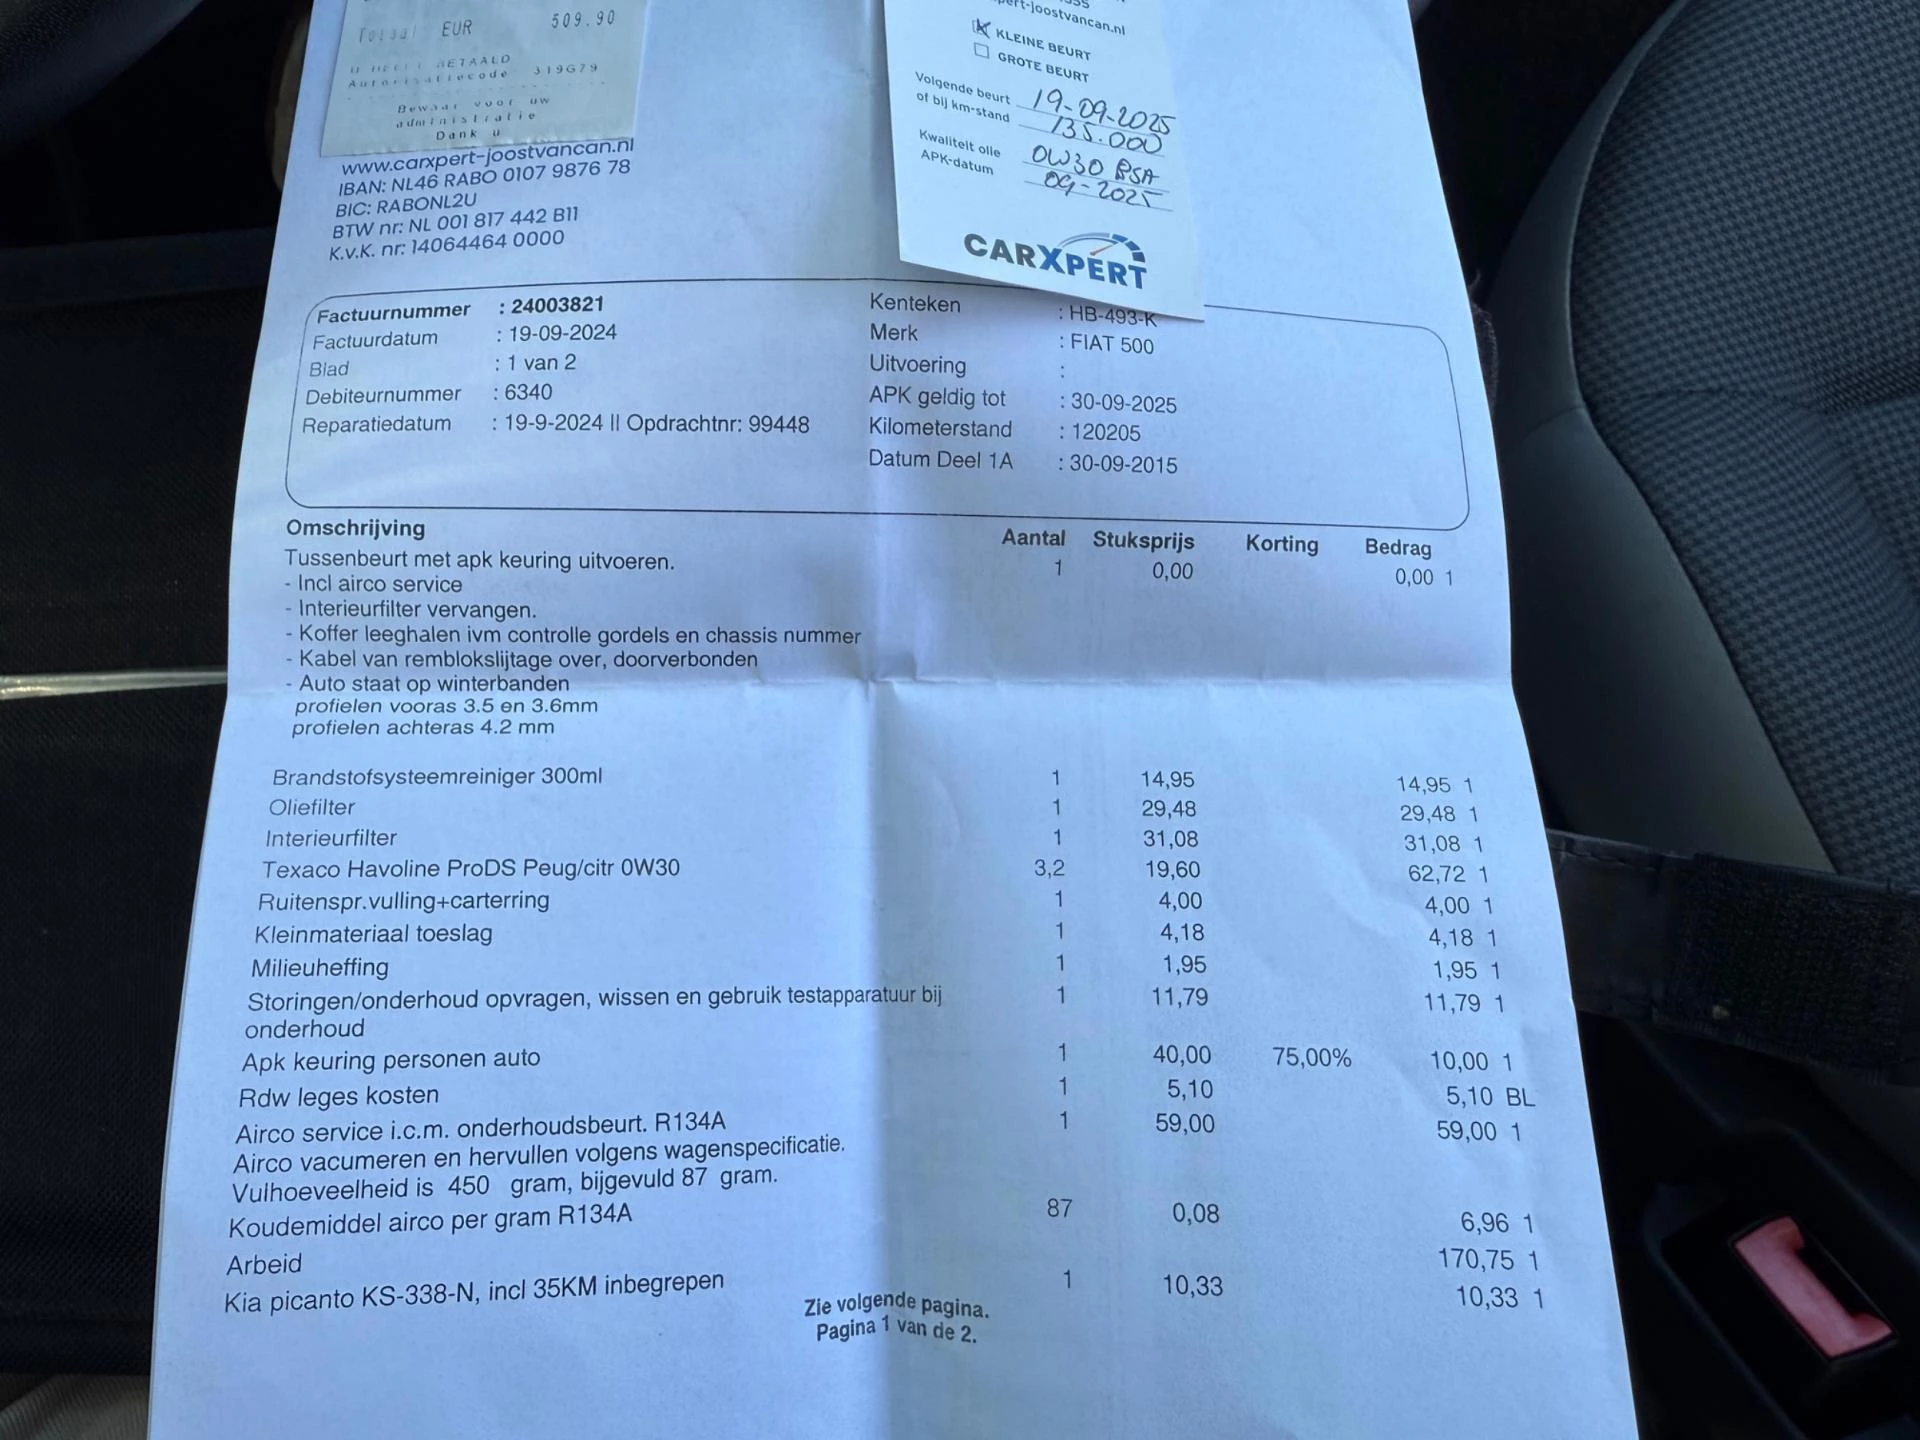 Totaal EUR 509.90
BETAALD
Autorisatiecode 319G79
Bewaar voor uw
administratie
Dank u
www.carxpert-joostvancan.nl
IBAN: NL46 RABO 0107 9876 78
BIC: RABONL2U
BTW nr: NL 001 817 442 B11
K.v.K. nr: 14064464 0000
pert-joostvancan.nl
KLEINE BEURT
GROTE BEURT
Volgende beurt 19-09-2025
of bij km-stand 135.000
Kwaliteit olie 0W30 PSA
APK-datum 09-2025
CARXPERT
Factuurnummer : 24003821
Factuurdatum : 19-09-2024
Blad : 1 van 2
Debiteurnummer : 6340
Reparatiedatum : 19-9-2024 || Opdrachtnr: 99448
Kenteken : HB-493-K
Merk : FIAT 500
Uitvoering :
APK geldig tot : 30-09-2025
Kilometerstand : 120205
Datum Deel 1A : 30-09-2015
Omschrijving Aantal Stuksprijs Korting Bedrag
Tussenbeurt met apk keuring uitvoeren. 1 0,00 0,00 1
- Incl airco service
- Interieurfilter vervangen.
- Koffer leeghalen ivm controlle gordels en chassis nummer
- Kabel van remblokslijtage over, doorverbonden
- Auto staat op winterbanden
profielen vooras 3.5 en 3.6mm
profielen achteras 4.2 mm
Brandstofsysteemreiniger 300ml 1 14,95 14,95 1
Oliefilter 1 29,48 29,48 1
Interieurfilter 1 31,08 31,08 1
Texaco Havoline ProDS Peug/citr 0W30 3,2 19,60 62,72 1
Ruitenspr.vulling+carterring 1 4,00 4,00 1
Kleinmateriaal toeslag 1 4,18 4,18 1
Milieuheffing 1 1,95 1,95 1
Storingen/onderhoud opvragen, wissen en gebruik testapparatuur bij 1 11,79 11,79 1
onderhoud
Apk keuring personen auto 1 40,00 75,00% 10,00 1
Rdw leges kosten 1 5,10 5,10 BL
Airco service i.c.m. onderhoudsbeurt. R134A 1 59,00 59,00 1
Airco vacumeren en hervullen volgens wagenspecificatie.
Vulhoeveelheid is 450 gram, bijgevuld 87 gram.
Koudemiddel airco per gram R134A 87 0,08 6,96 1
Arbeid 170,75 1
Kia picanto KS-338-N, incl 35KM inbegrepen 1 10,33 10,33 1
Zie volgende pagina.
Pagina 1 van de 2.